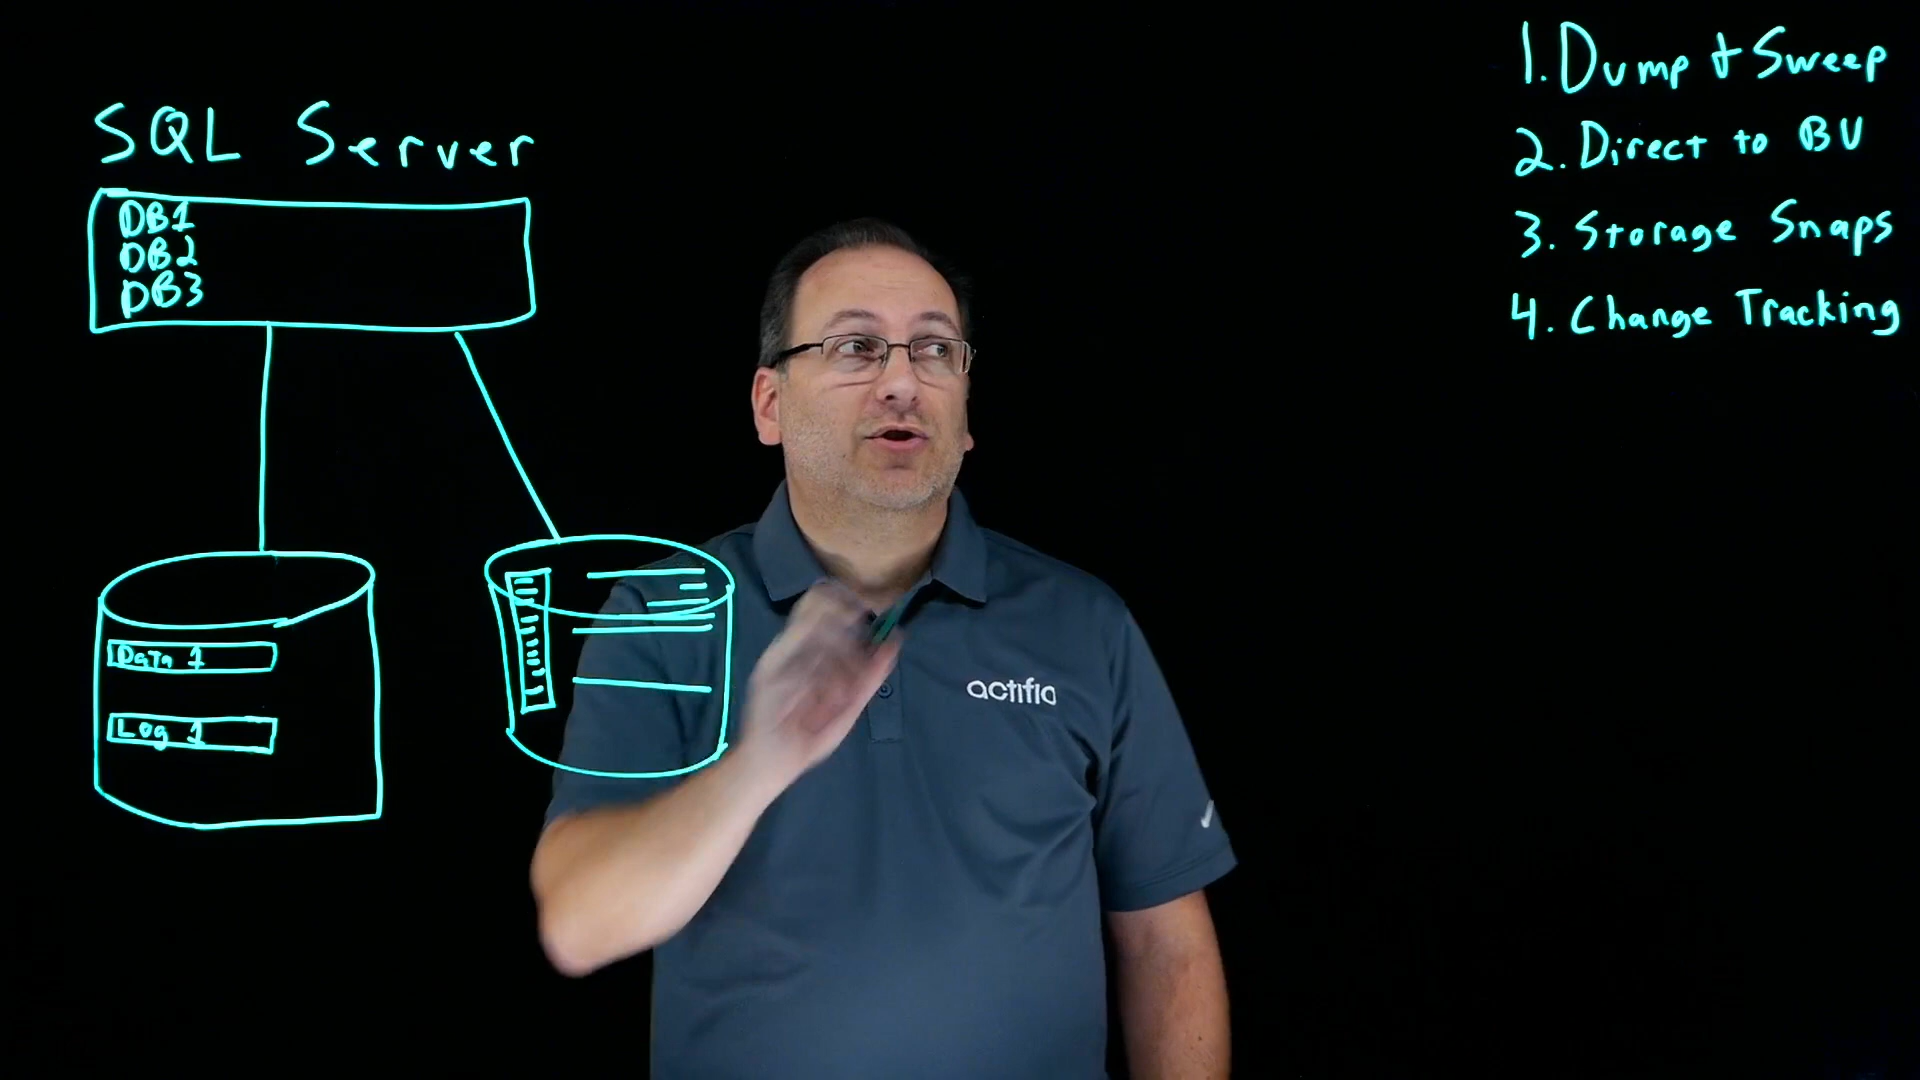 SQL Server
DB1
DB2
DB3
Data 1
Log 1
1. Dump + Sweep
2. Direct to BU
3. Storage Snaps
4. Change Tracking
actifio